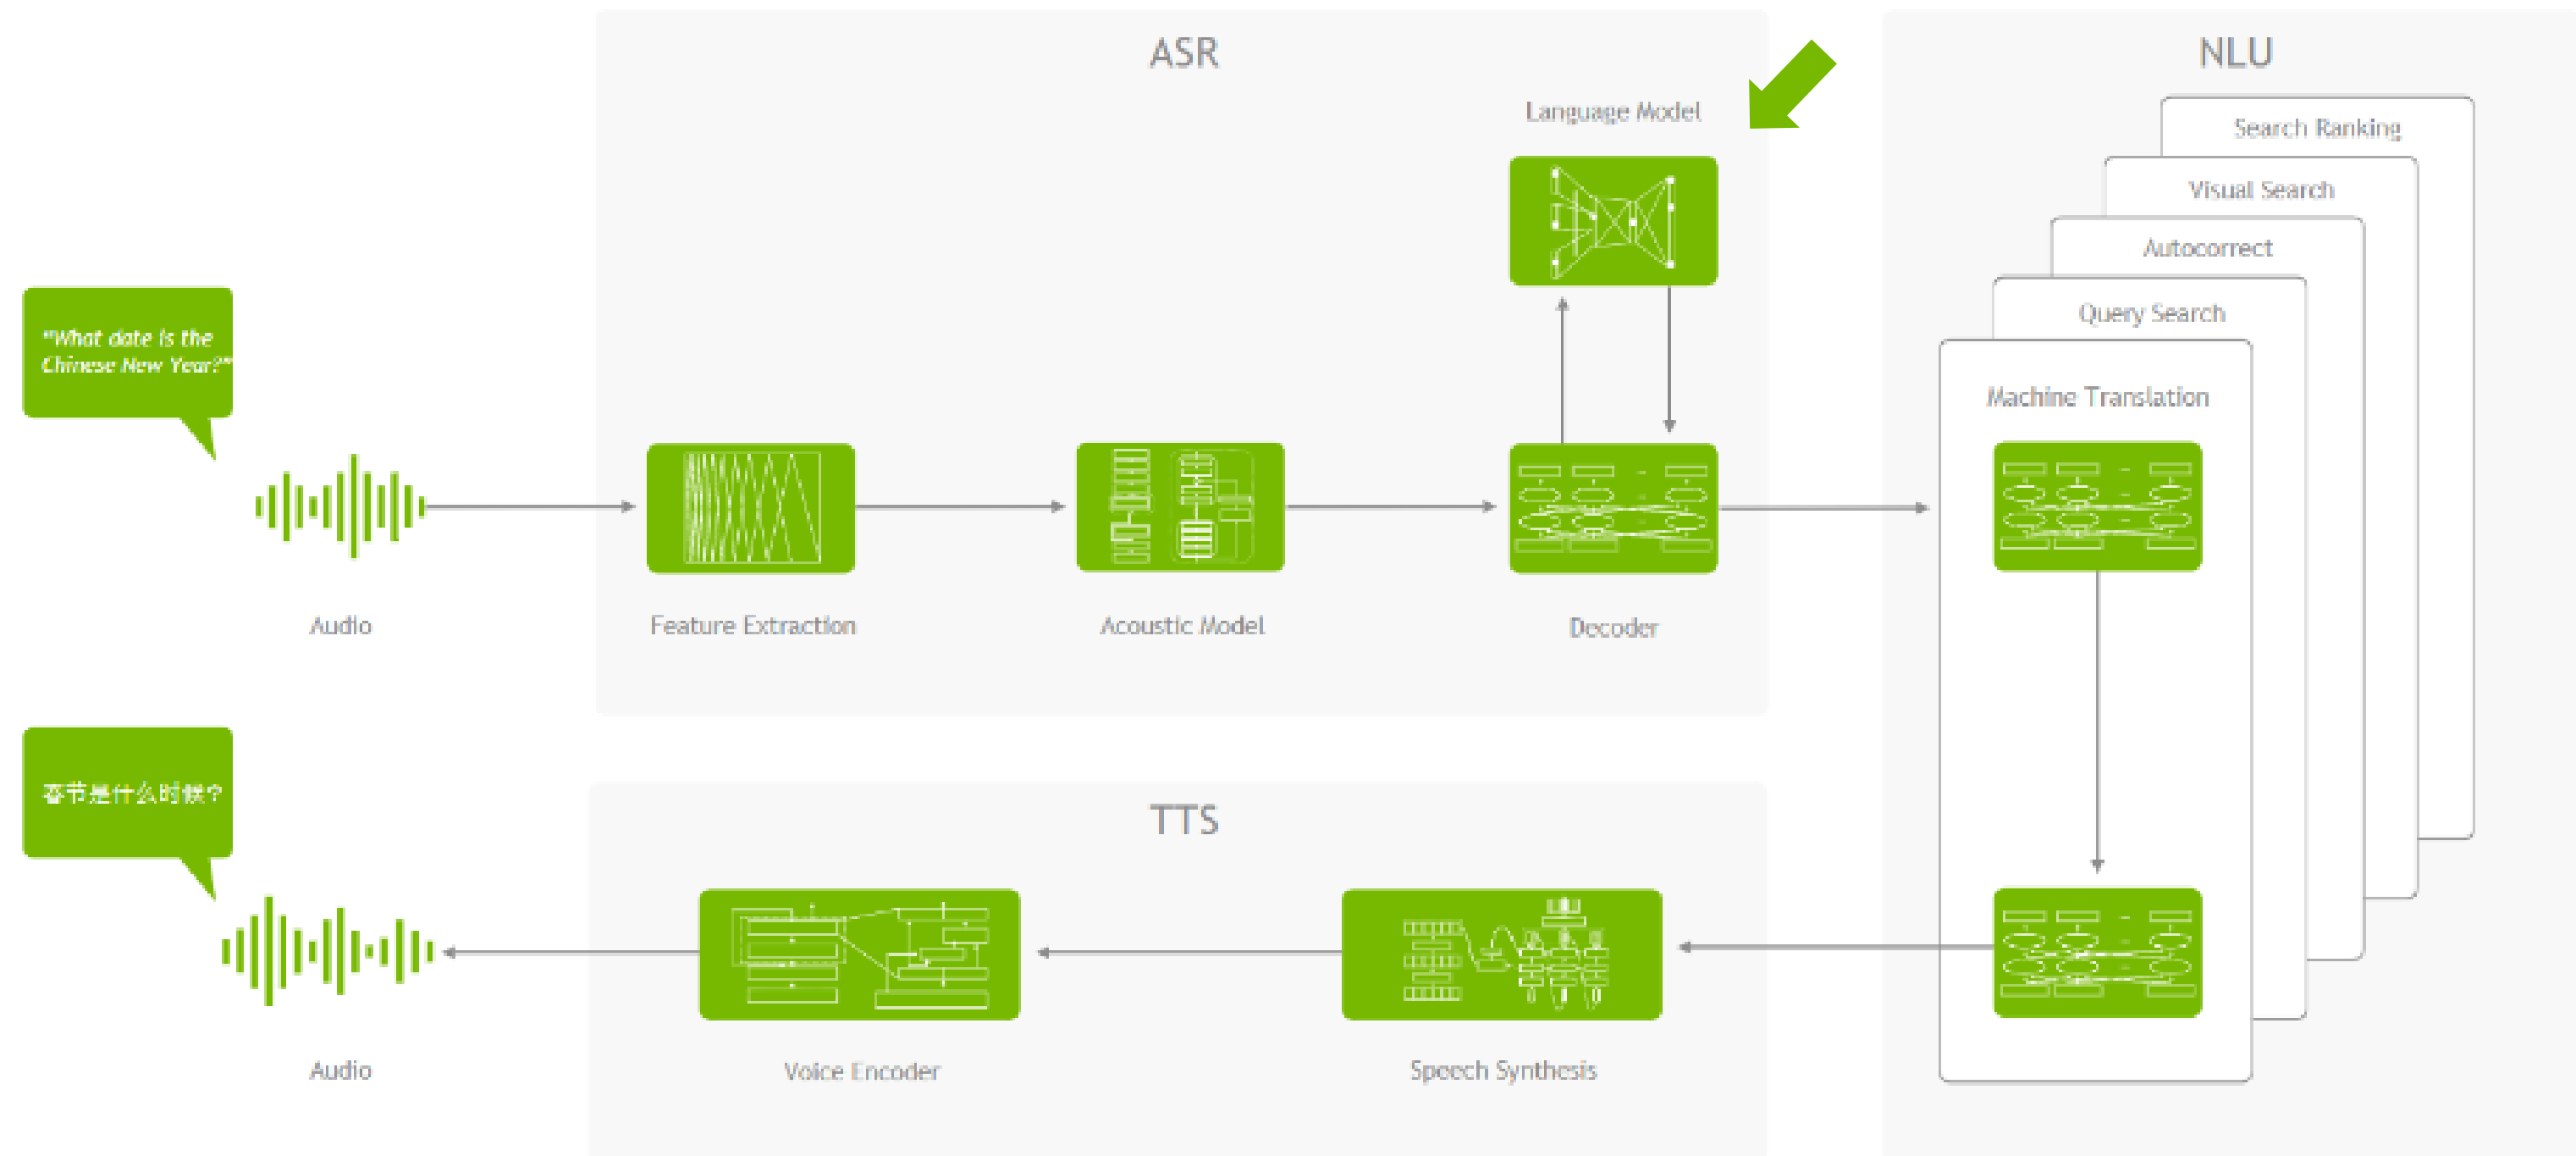 ASR
NLU
Language Model
Search Ranking
Visual Search
Autocorrect
Query Search
Machine Translation
"What date is the
Chinese New Year?"
Audio
Feature Extraction
Acoustic Model
Decoder
春节是什么时候?
TTS
Audio
Voice Encoder
Speech Synthesis